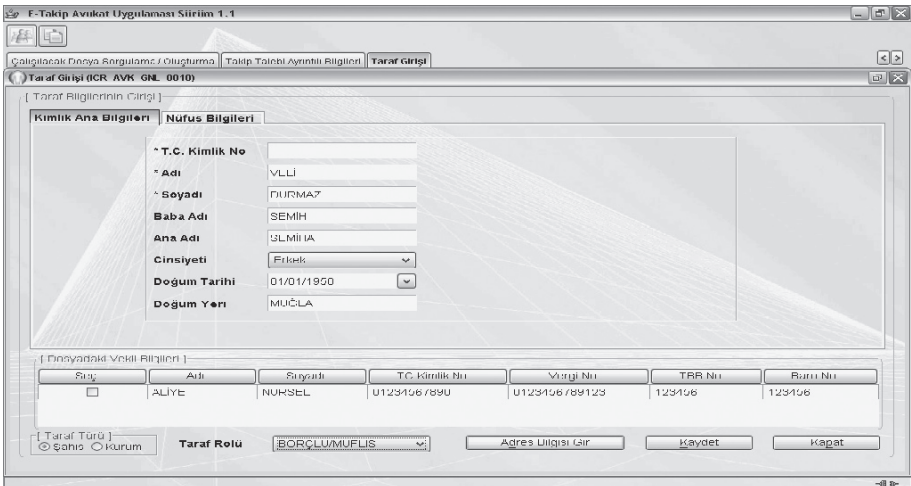 E-Takip Avukat Uygulaması Sürüm 1.1
Çalışılacak Dosya Sorgulama / Oluşturma Takip Talebi Ayrıntılı Bilgileri Taraf Girişi
Taraf Girişi (ICR_AVK_GNL_0010)
[ Taraf Bilgilerinin Girişi ]
Kimlik Ana Bilgileri Nüfus Bilgileri
* T.C. Kimlik No
* Adı VELİ
* Soyadı DURMAZ
Baba Adı SEMİH
Ana Adı SEMİHA
Cinsiyeti Erkek
Doğum Tarihi 01/01/1950
Doğum Yeri MUĞLA
[ Dosyadaki Vekil Bilgileri ]
Seç Adı Soyadı TC Kimlik No Vergi No TBB No Baro No
ALİYE NURSEL 01234567890 0123456789123 123456 123456
[ Taraf Türü ]
Şahıs Kurum Taraf Rolü BORÇLU/MÜFLİS Adres Bilgisi Gir Kaydet Kapat